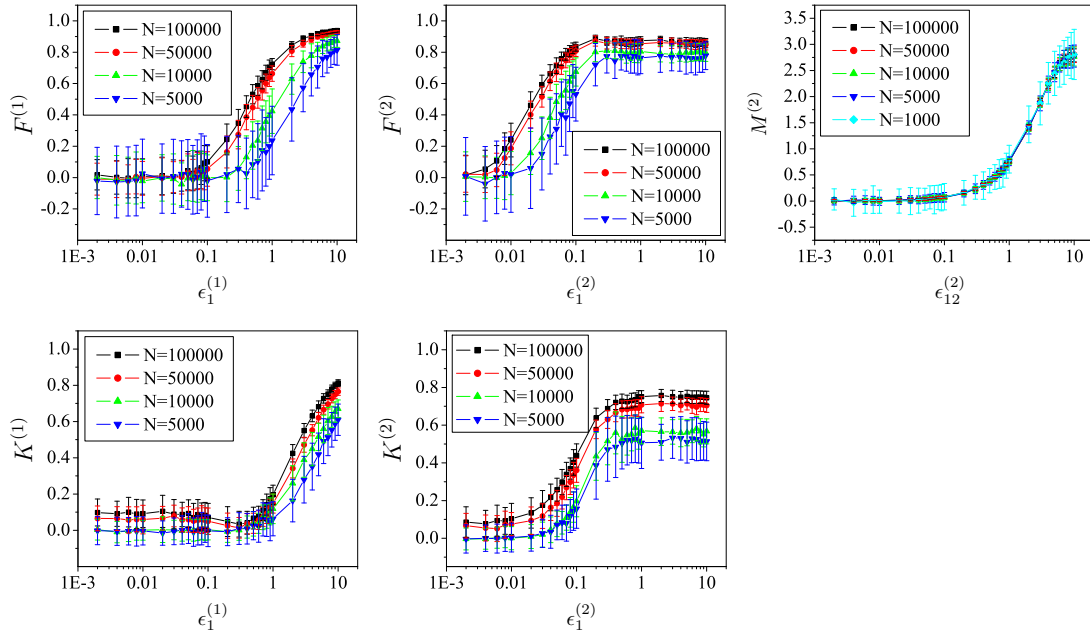 F^(1)
1.0
0.8
0.6
0.4
0.2
0.0
-0.2
N=100000
N=50000
N=10000
N=5000
1E-3 0.01 0.1 1 10
ϵ₁^(1)
F^(2)
1.0
0.8
0.6
0.4
0.2
0.0
-0.2
N=100000
N=50000
N=10000
N=5000
1E-3 0.01 0.1 1 10
ϵ₁^(2)
M^(2)
3.5
3.0
2.5
2.0
1.5
1.0
0.5
0.0
-0.5
N=100000
N=50000
N=10000
N=5000
N=1000
1E-3 0.01 0.1 1 10
ϵ₁₂^(2)
K^(1)
1.0
0.8
0.6
0.4
0.2
0.0
N=100000
N=50000
N=10000
N=5000
1E-3 0.01 0.1 1 10
ϵ₁^(1)
K^(2)
1.0
0.8
0.6
0.4
0.2
0.0
N=100000
N=50000
N=10000
N=5000
1E-3 0.01 0.1 1 10
ϵ₁^(2)